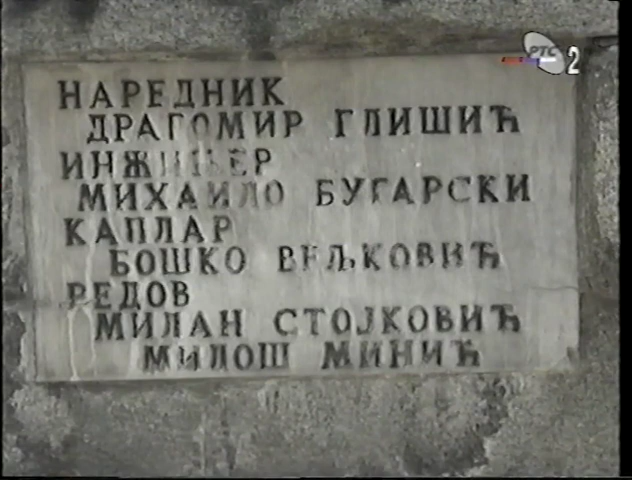 РТС 2
НАРЕДНИК
ДРАГОМИР ГЛИШИЋ
ИНЖИЊЕР
МИХАИЛО БУГАРСКИ
КАПЛАР
БОШКО ВЕЉКОВИЋ
РЕДОВ
МИЛАН СТОЈКОВИЋ
МИЛОШ МИНИЋ